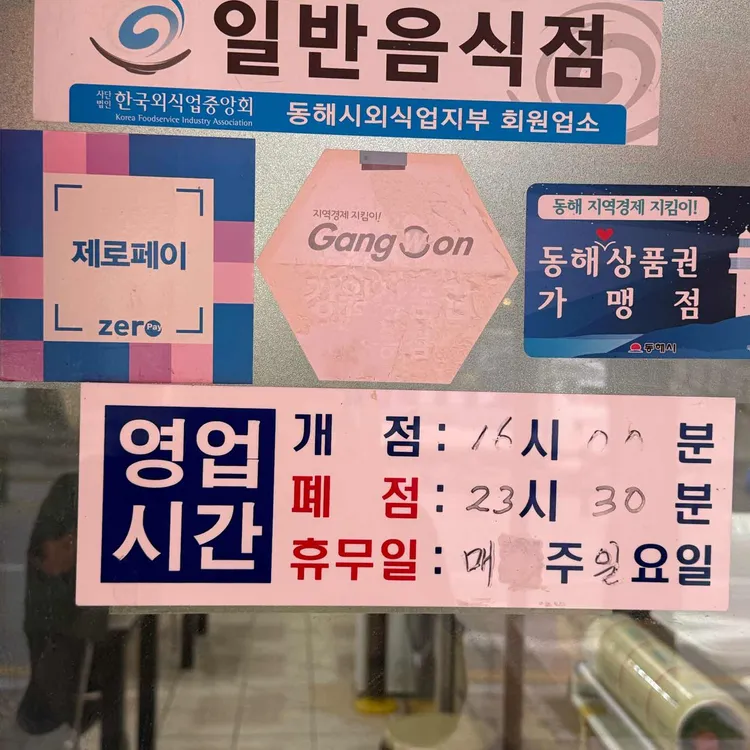 일반음식점
사단법인 한국외식업중앙회
Korea Foodservice Industry Association
동해시외식업지부 회원업소
제로페이
zero Pay
지역경제 지킴이!
GangWon
동해 지역경제 지킴이!
동해 상품권
가맹점
동해시
영업시간
개 점: 16시 00 분
폐 점: 23시 30 분
휴무일: 매 주 일요일